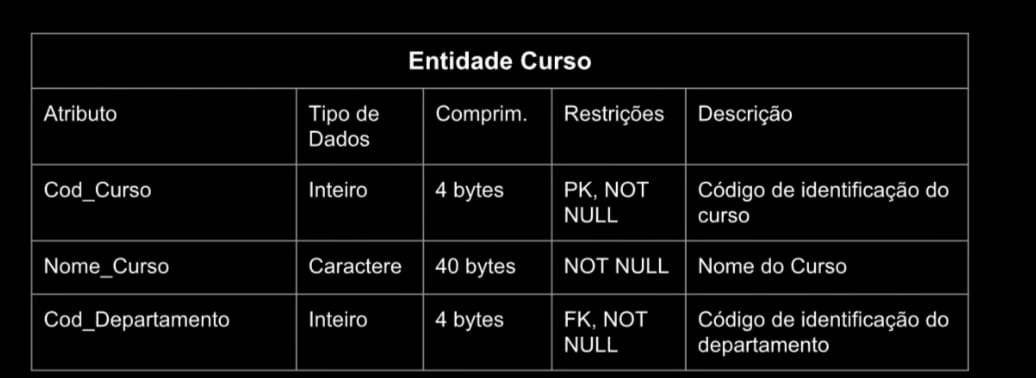 Entidade Curso
Atributo
Tipo de
Dados
Comprim.
Restrições
Descrição
Cod_Curso
Inteiro
4 bytes
PK, NOT
NULL
Código de identificação do
curso
Nome_Curso
Caractere
40 bytes
NOT NULL
Nome do Curso
Cod_Departamento
Inteiro
4 bytes
FK, NOT
NULL
Código de identificação do
departamento